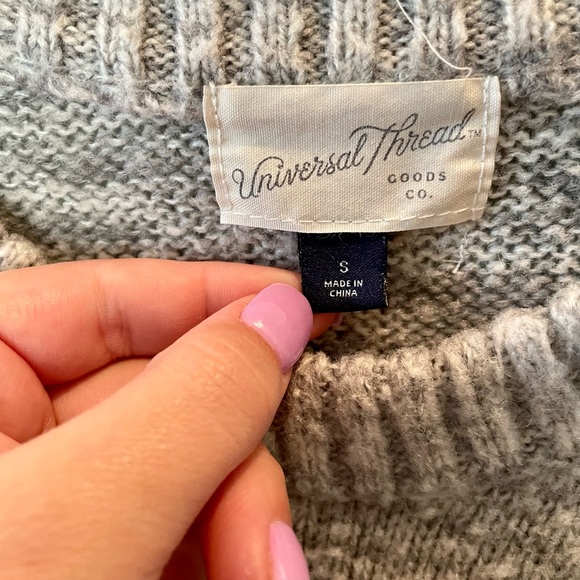 Universal Thread™
GOODS
CO.
S
MADE IN
CHINA